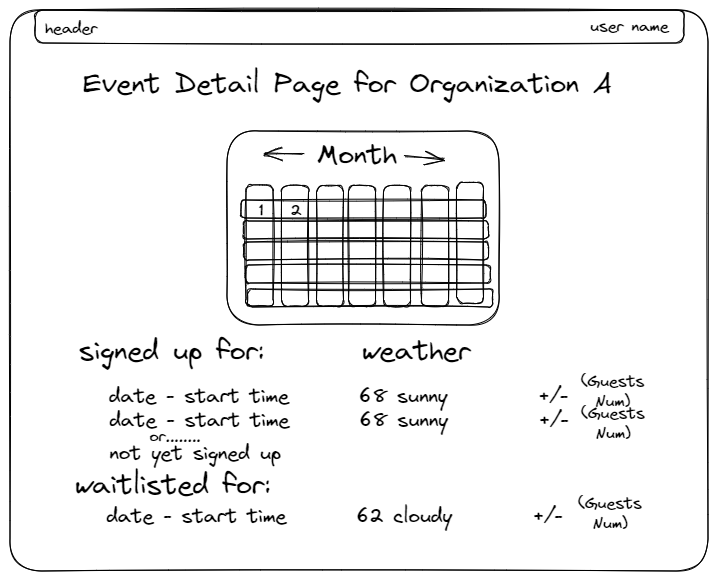 header
user name
Event Detail Page for Organization A
← Month →
1 2
signed up for: weather
date - start time 68 sunny +/- (Guests Num)
date - start time 68 sunny +/- (Guests Num)
or........
not yet signed up
waitlisted for:
date - start time 62 cloudy +/- (Guests Num)